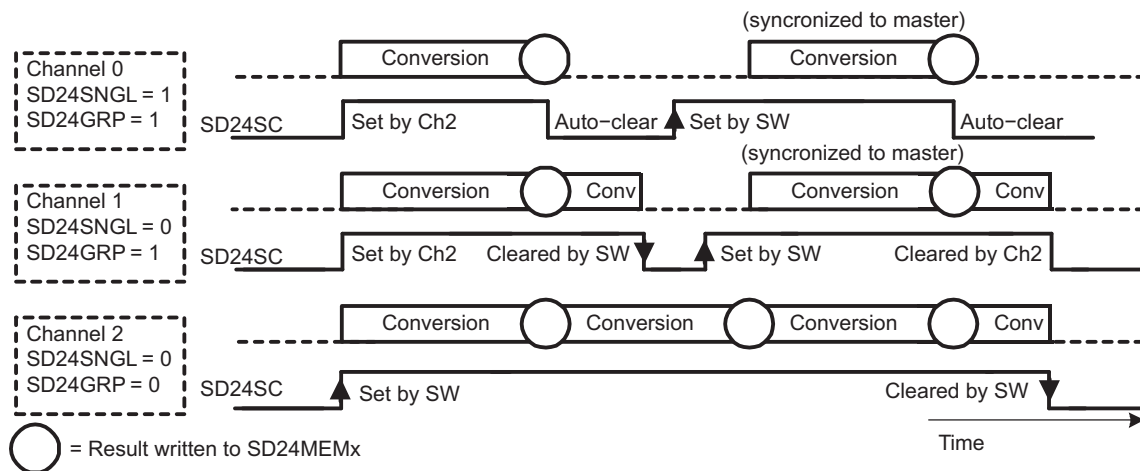 (syncronized to master)
Conversion Conversion
Channel 0
SD24SNGL = 1
SD24GRP = 1
SD24SC Set by Ch2 Auto−clear Set by SW Auto−clear
(syncronized to master)
Conversion Conv Conversion Conv
Channel 1
SD24SNGL = 0
SD24GRP = 1
SD24SC Set by Ch2 Cleared by SW Set by SW Cleared by Ch2
Conversion Conversion Conversion Conv
Channel 2
SD24SNGL = 0
SD24GRP = 0
SD24SC Set by SW Cleared by SW
= Result written to SD24MEMx
Time